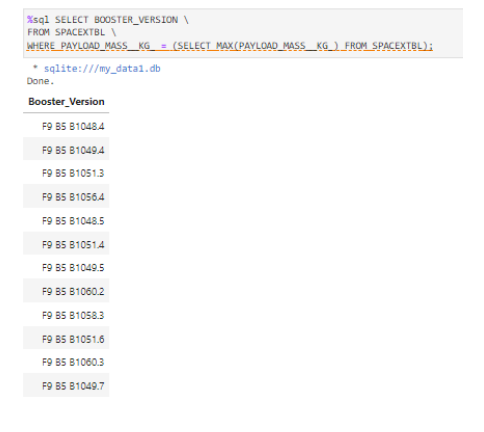 %sql SELECT BOOSTER_VERSION \
FROM SPACEXTBL \
WHERE PAYLOAD_MASS__KG_ = (SELECT MAX(PAYLOAD_MASS__KG_) FROM SPACEXTBL);
* sqlite:///my_data1.db
Done.
Booster_Version
F9 B5 B1048.4
F9 B5 B1049.4
F9 B5 B1051.3
F9 B5 B1056.4
F9 B5 B1048.5
F9 B5 B1051.4
F9 B5 B1049.5
F9 B5 B1060.2
F9 B5 B1058.3
F9 B5 B1051.6
F9 B5 B1060.3
F9 B5 B1049.7